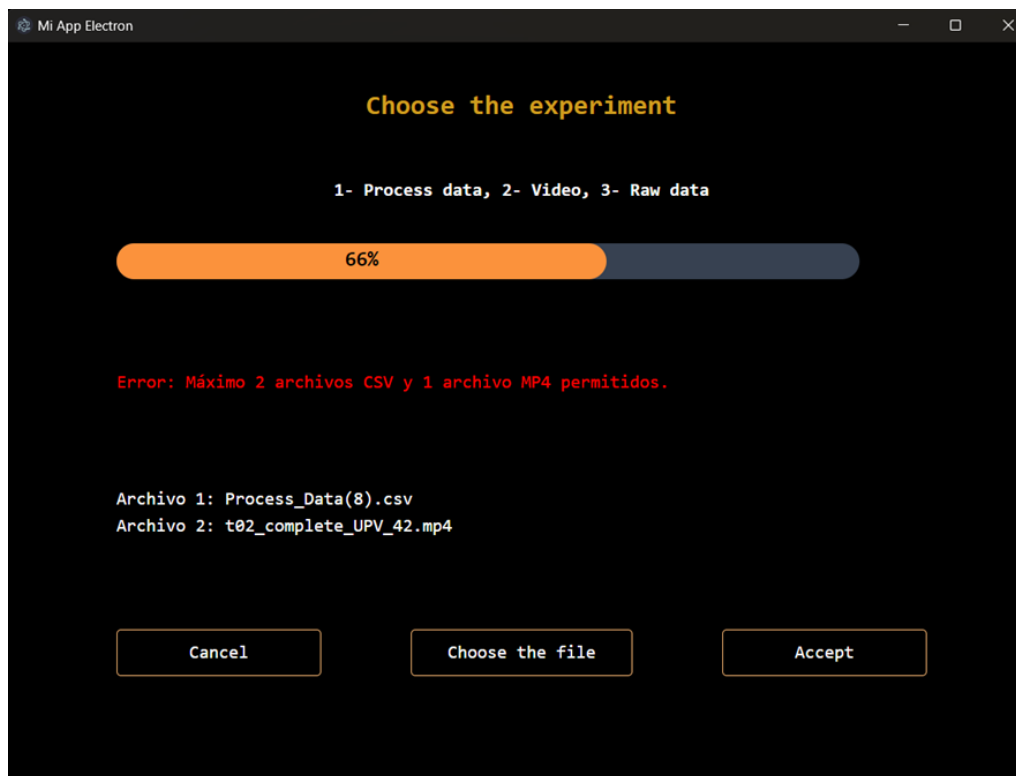 Mi App Electron
Choose the experiment
1- Process data, 2- Video, 3- Raw data
66%
Error: Máximo 2 archivos CSV y 1 archivo MP4 permitidos.
Archivo 1: Process_Data(8).csv
Archivo 2: t02_complete_UPV_42.mp4
Cancel
Choose the file
Accept